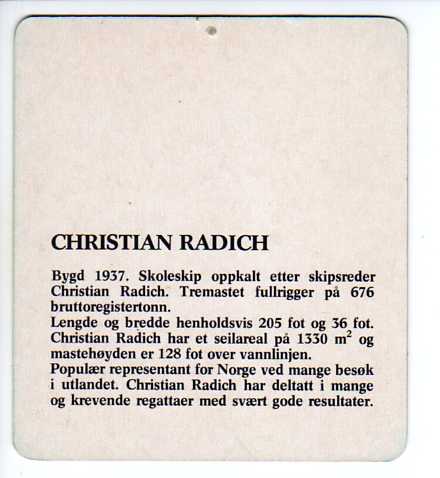 CHRISTIAN RADICH
Bygd 1937. Skoleskip oppkalt etter skipsreder
Christian Radich. Tremastet fullrigger på 676
bruttoregistertonn.
Lengde og bredde henholdsvis 205 fot og 36 fot.
Christian Radich har et seilareal på 1330 m² og
mastehøyden er 128 fot over vannlinjen.
Populær representant for Norge ved mange besøk
i utlandet. Christian Radich har deltatt i mange
og krevende regattaer med svært gode resultater.